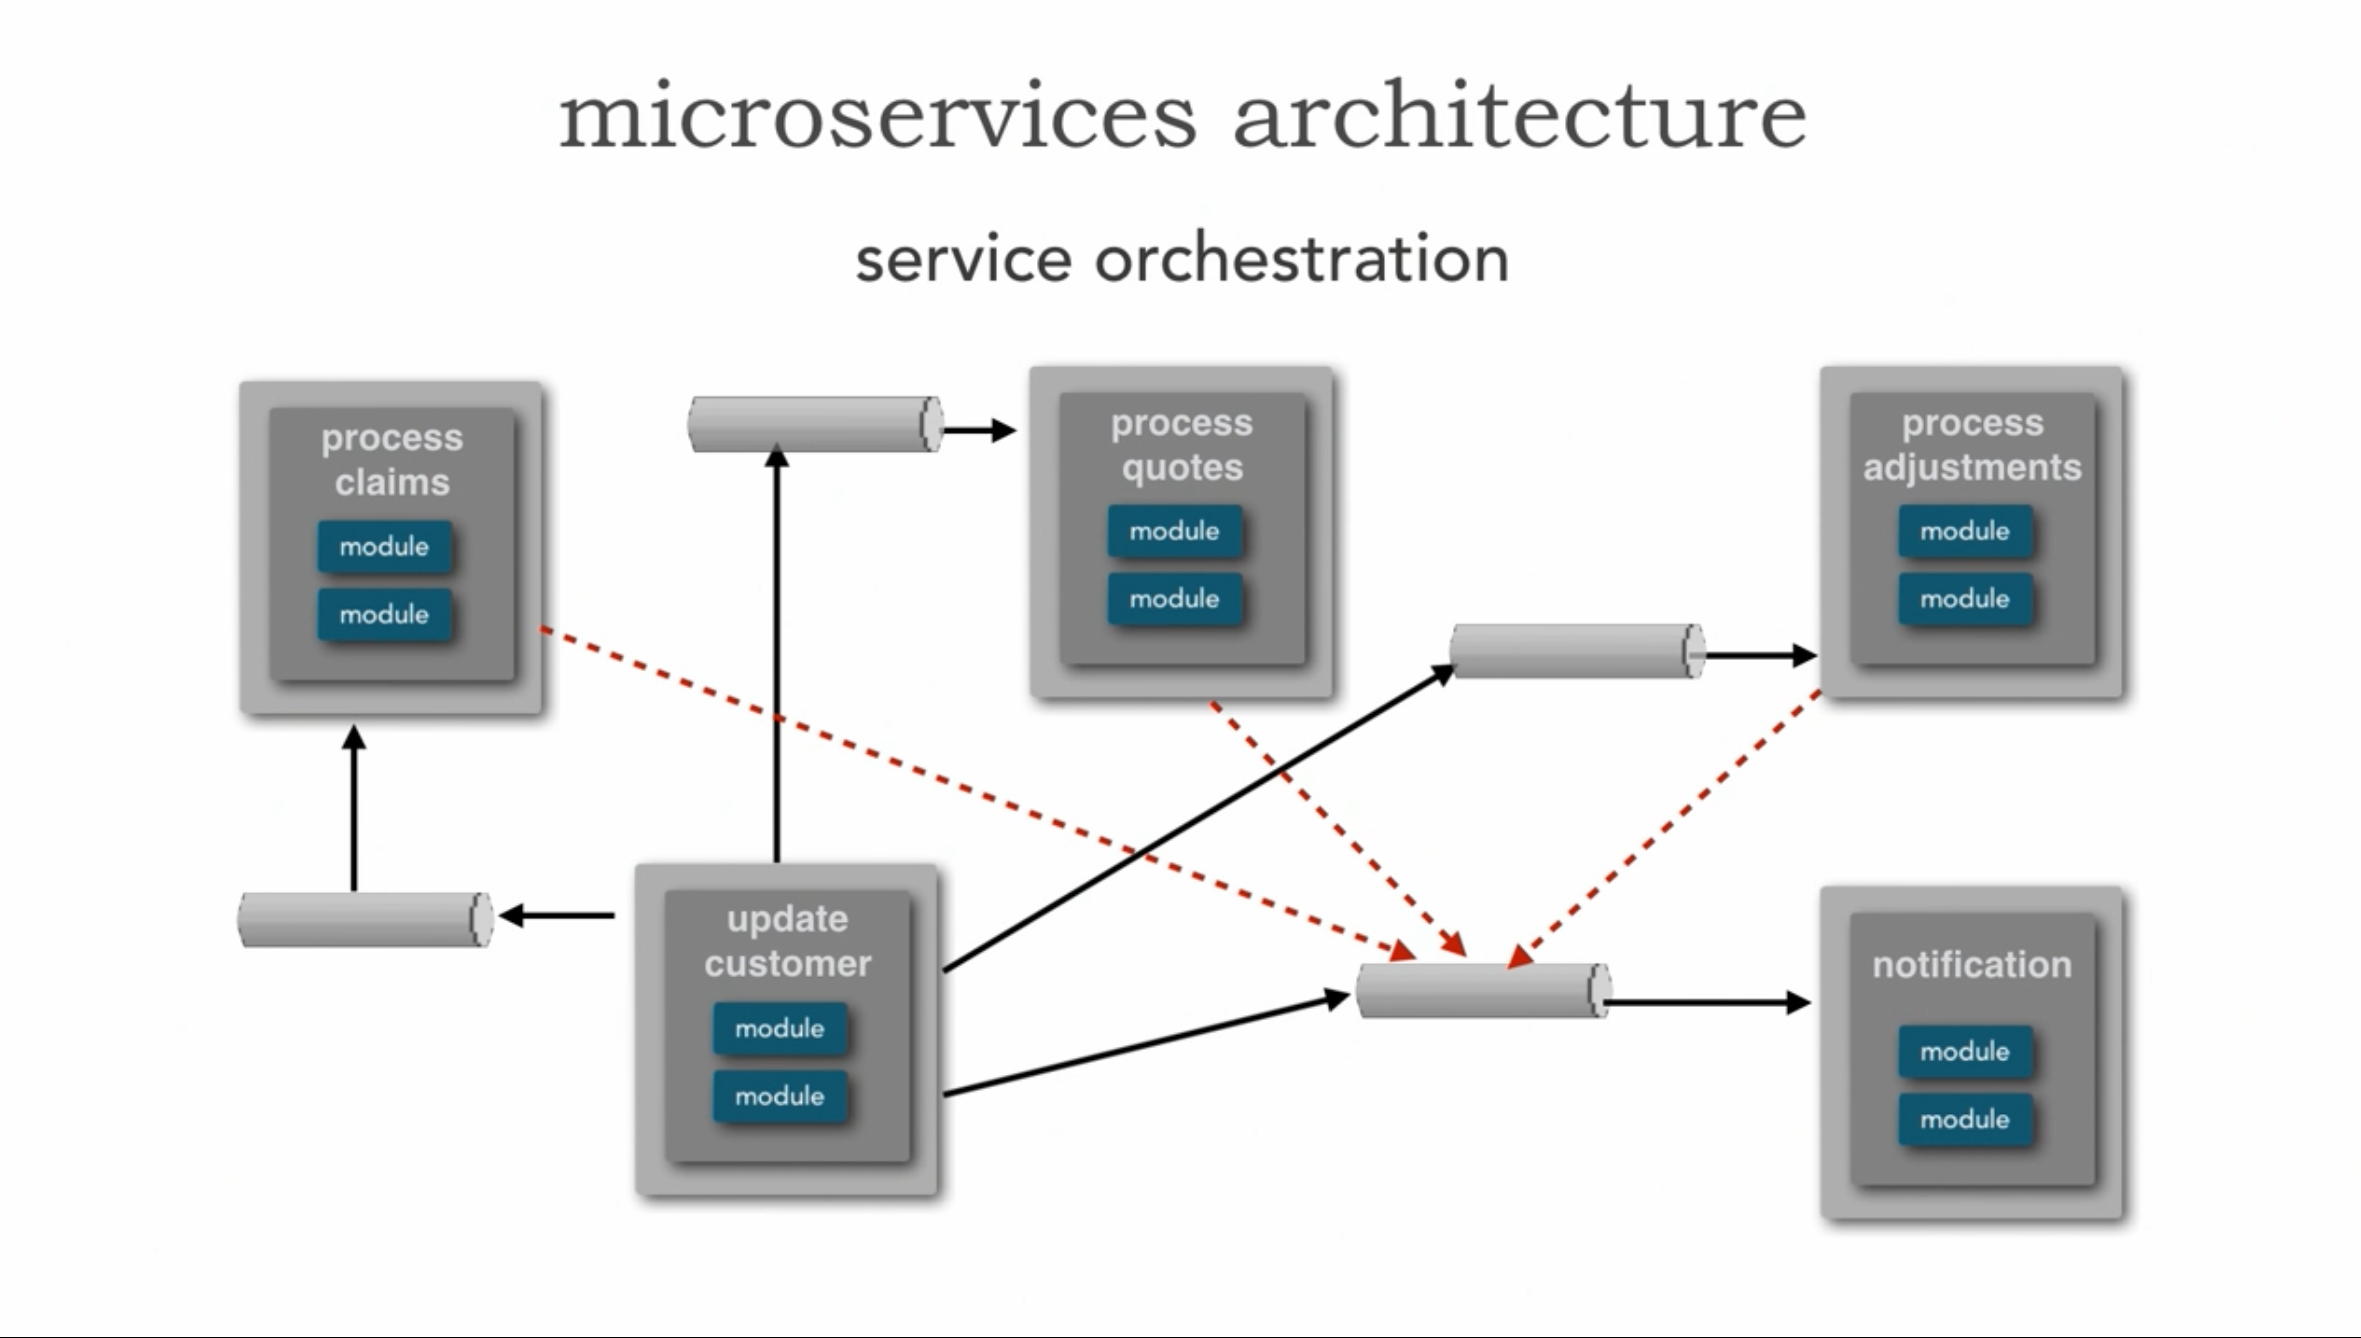 microservices architecture
service orchestration
process
claims
module
module
process
quotes
module
module
process
adjustments
module
module
update
customer
module
module
notification
module
module